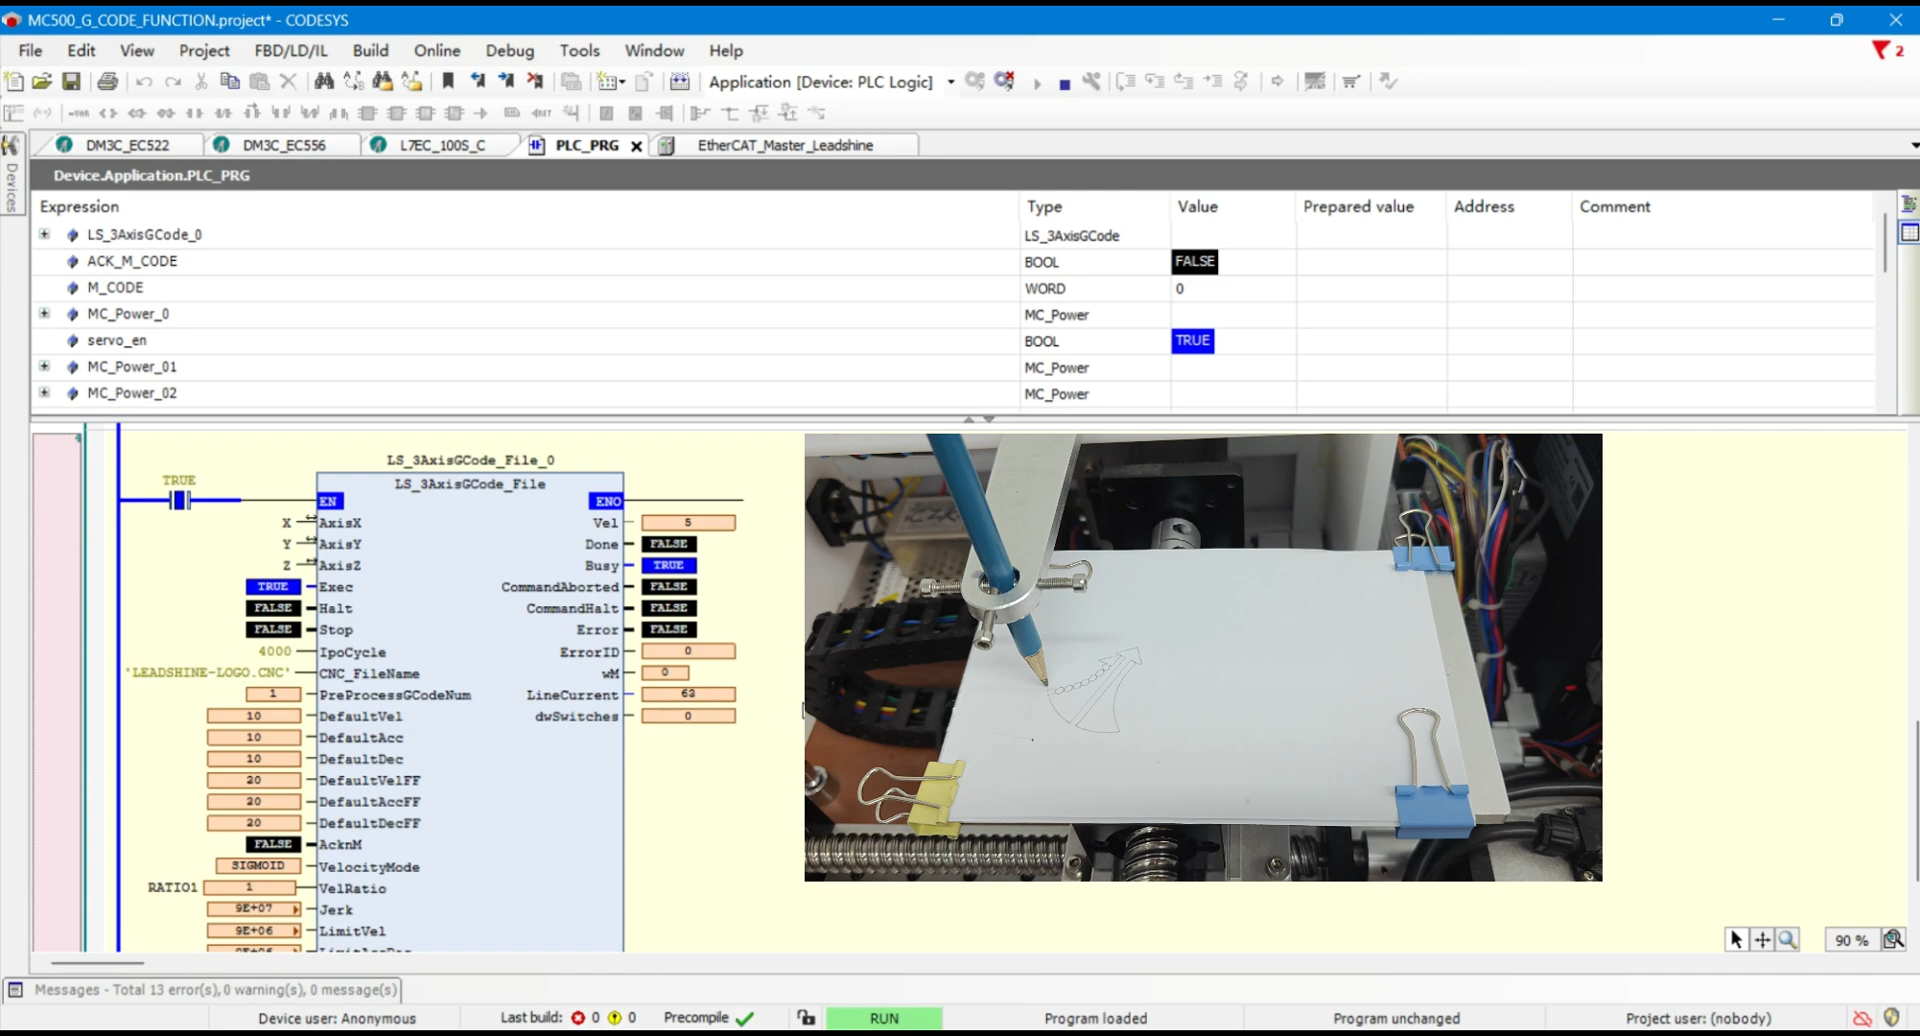 MC500_G_CODE_FUNCTION.project* - CODESYS
File Edit View Project FBD/LD/IL Build Online Debug Tools Window Help
2
Application [Device: PLC Logic]
Devices
DM3C_EC522 DM3C_EC556 L7EC_100S_C PLC_PRG EtherCAT_Master_Leadshine
Device.Application.PLC_PRG
Expression Type Value Prepared value Address Comment
LS_3AxisGCode_0 LS_3AxisGCode
ACK_M_CODE BOOL FALSE
M_CODE WORD 0
MC_Power_0 MC_Power
servo_en BOOL TRUE
MC_Power_01 MC_Power
MC_Power_02 MC_Power
LS_3AxisGCode_File_0
TRUE LS_3AxisGCode_File
EN ENO
X AxisX Vel 5
Y AxisY Done FALSE
Z AxisZ Busy TRUE
TRUE Exec CommandAborted FALSE
FALSE Halt CommandHalt FALSE
FALSE Stop Error FALSE
4000 IpoCycle ErrorID 0
'LEADSHINE-LOGO.CNC' CNC_FileName wM 0
1 PreProcessGCodeNum LineCurrent 63
10 DefaultVel dwSwitches 0
10 DefaultAcc
10 DefaultDec
20 DefaultVelFF
20 DefaultAccFF
20 DefaultDecFF
FALSE AcknM
SIGMOID VelocityMode
RATIO1 1 VelRatio
9E+07 Jerk
9E+06 LimitVel
90 %
Messages - Total 13 error(s), 0 warning(s), 0 message(s)
Device user: Anonymous Last build: 0 0 Precompile RUN Program loaded Program unchanged Project user: (nobody)